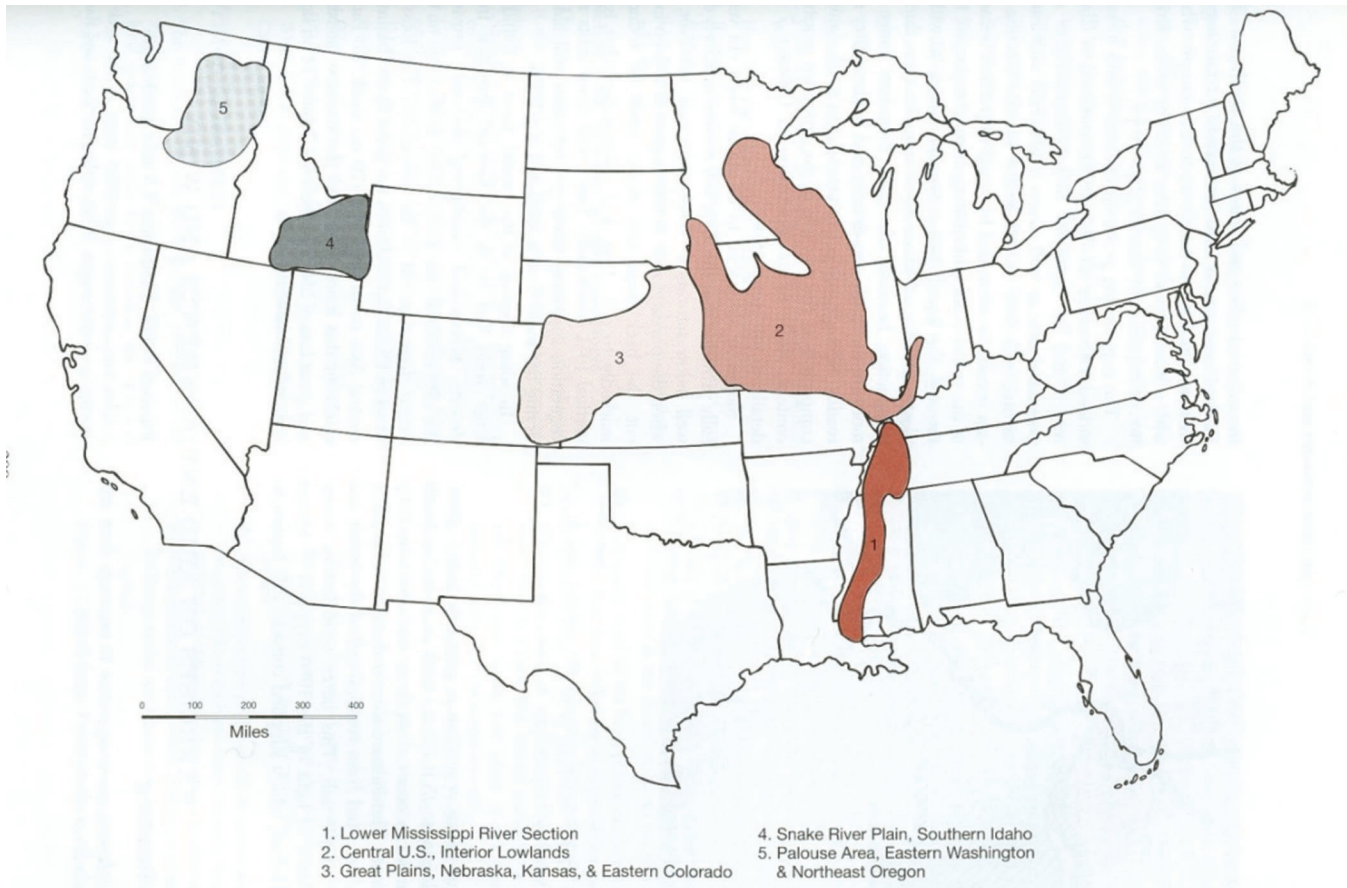 5
4
3
2
1
0 100 200 300 400
Miles
1. Lower Mississippi River Section
2. Central U.S., Interior Lowlands
3. Great Plains, Nebraska, Kansas, & Eastern Colorado
4. Snake River Plain, Southern Idaho
5. Palouse Area, Eastern Washington
& Northeast Oregon